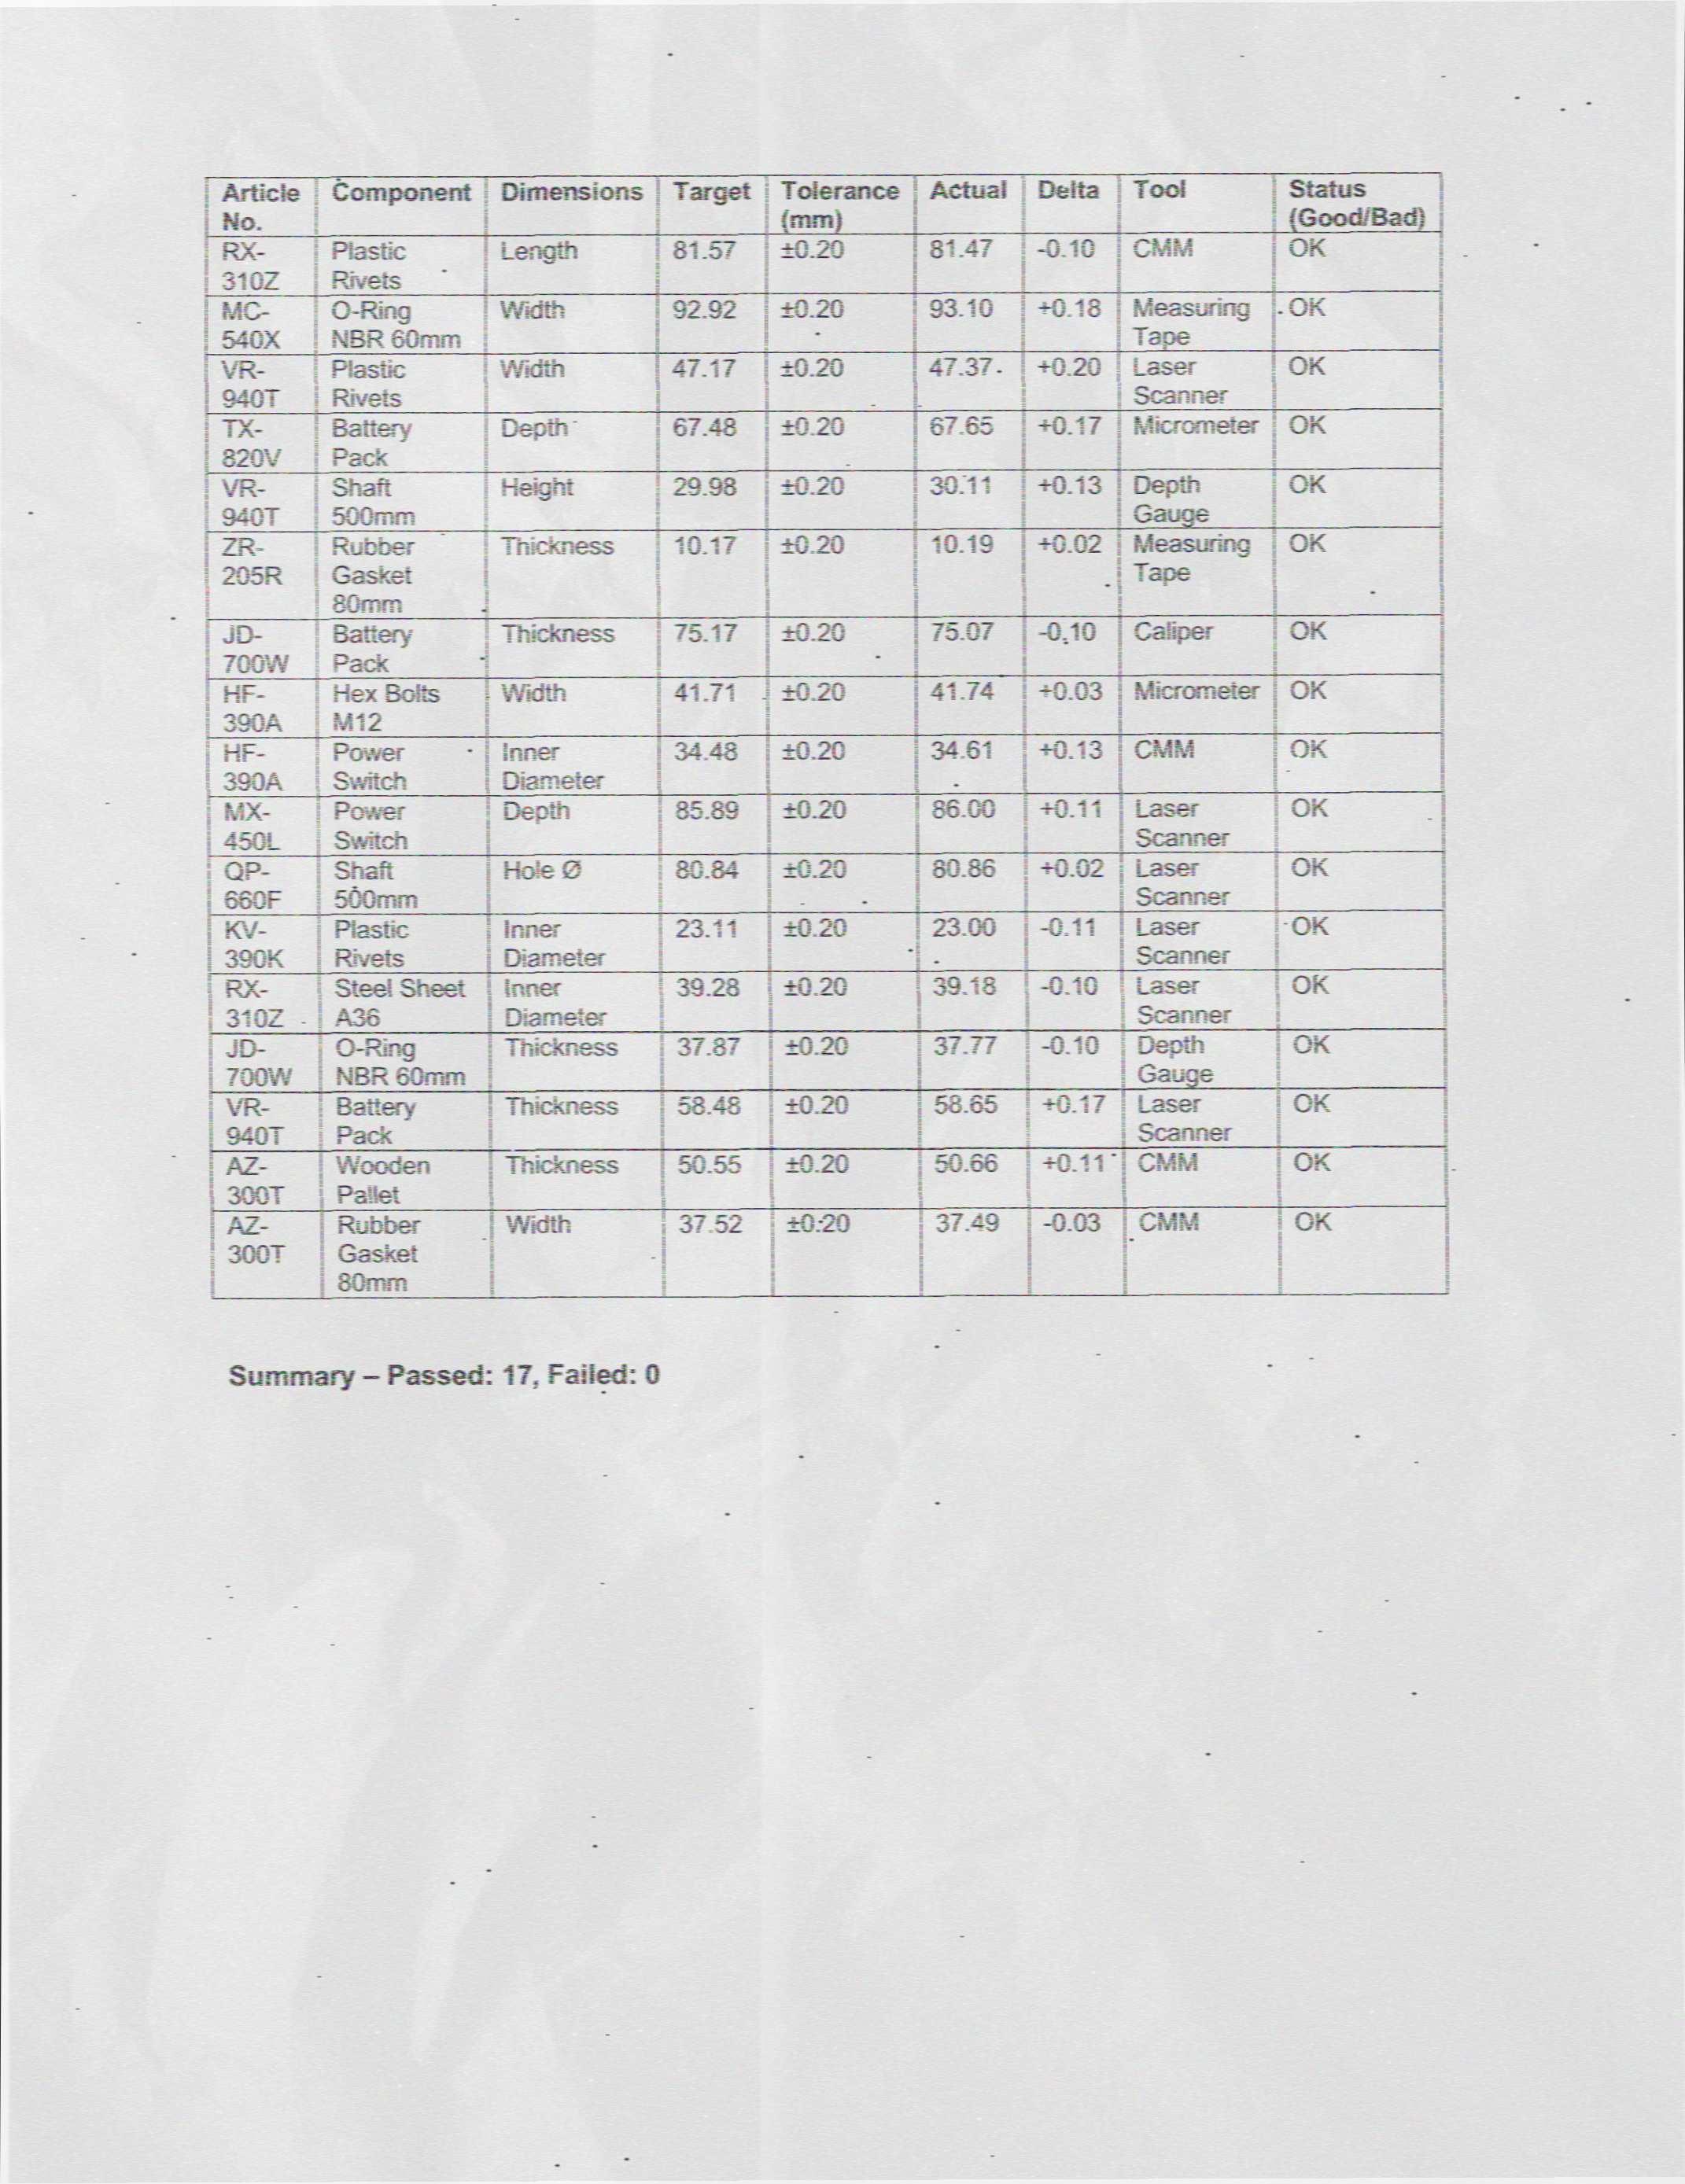 Article No. | Component | Dimensions | Target | Tolerance (mm) | Actual | Delta | Tool | Status (Good/Bad)
RX-310Z | Plastic Rivets | Length | 81.57 | ±0.20 | 81.47 | -0.10 | CMM | OK
MC-540X | O-Ring NBR 60mm | Width | 92.92 | ±0.20 | 93.10 | +0.18 | Measuring Tape | OK
VR-940T | Plastic Rivets | Width | 47.17 | ±0.20 | 47.37 | +0.20 | Laser Scanner | OK
TX-820V | Battery Pack | Depth | 67.48 | ±0.20 | 67.65 | +0.17 | Micrometer | OK
VR-940T | Shaft 500mm | Height | 29.98 | ±0.20 | 30.11 | +0.13 | Depth Gauge | OK
ZR-205R | Rubber Gasket 80mm | Thickness | 10.17 | ±0.20 | 10.19 | +0.02 | Measuring Tape | OK
JD-700W | Battery Pack | Thickness | 75.17 | ±0.20 | 75.07 | -0.10 | Caliper | OK
HF-390A | Hex Bolts M12 | Width | 41.71 | ±0.20 | 41.74 | +0.03 | Micrometer | OK
HF-390A | Power Switch | Inner Diameter | 34.48 | ±0.20 | 34.61 | +0.13 | CMM | OK
MX-450L | Power Switch | Depth | 85.89 | ±0.20 | 86.00 | +0.11 | Laser Scanner | OK
QP-660F | Shaft 500mm | Hole Ø | 80.84 | ±0.20 | 80.86 | +0.02 | Laser Scanner | OK
KV-390K | Plastic Rivets | Inner Diameter | 23.11 | ±0.20 | 23.00 | -0.11 | Laser Scanner | OK
RX-310Z | Steel Sheet A36 | Inner Diameter | 39.28 | ±0.20 | 39.18 | -0.10 | Laser Scanner | OK
JD-700W | O-Ring NBR 60mm | Thickness | 37.87 | ±0.20 | 37.77 | -0.10 | Depth Gauge | OK
VR-940T | Battery Pack | Thickness | 58.48 | ±0.20 | 58.65 | +0.17 | Laser Scanner | OK
AZ-300T | Wooden Pallet | Thickness | 50.55 | ±0.20 | 50.66 | +0.11 | CMM | OK
AZ-300T | Rubber Gasket 80mm | Width | 37.52 | ±0.20 | 37.49 | -0.03 | CMM | OK
Summary – Passed: 17, Failed: 0